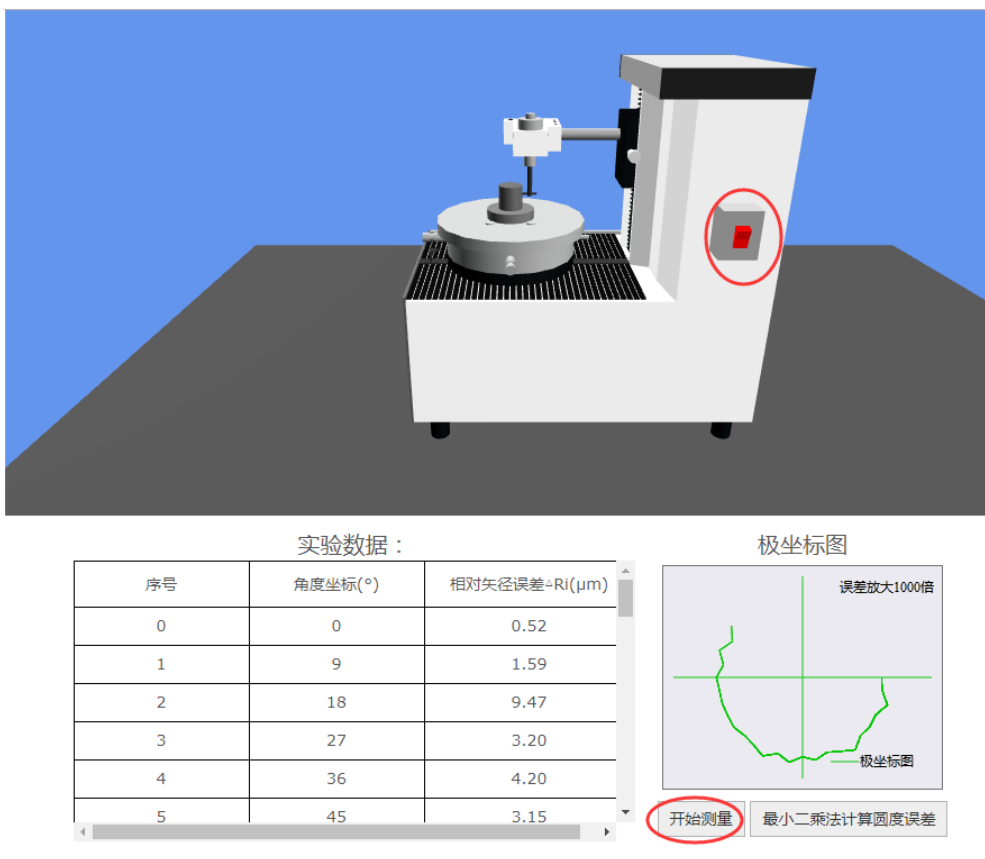 实验数据：
极坐标图
序号 角度坐标(°) 相对矢径误差△Ri(μm)
0 0 0.52
1 9 1.59
2 18 9.47
3 27 3.20
4 36 4.20
5 45 3.15
误差放大1000倍
极坐标图
开始测量 最小二乘法计算圆度误差